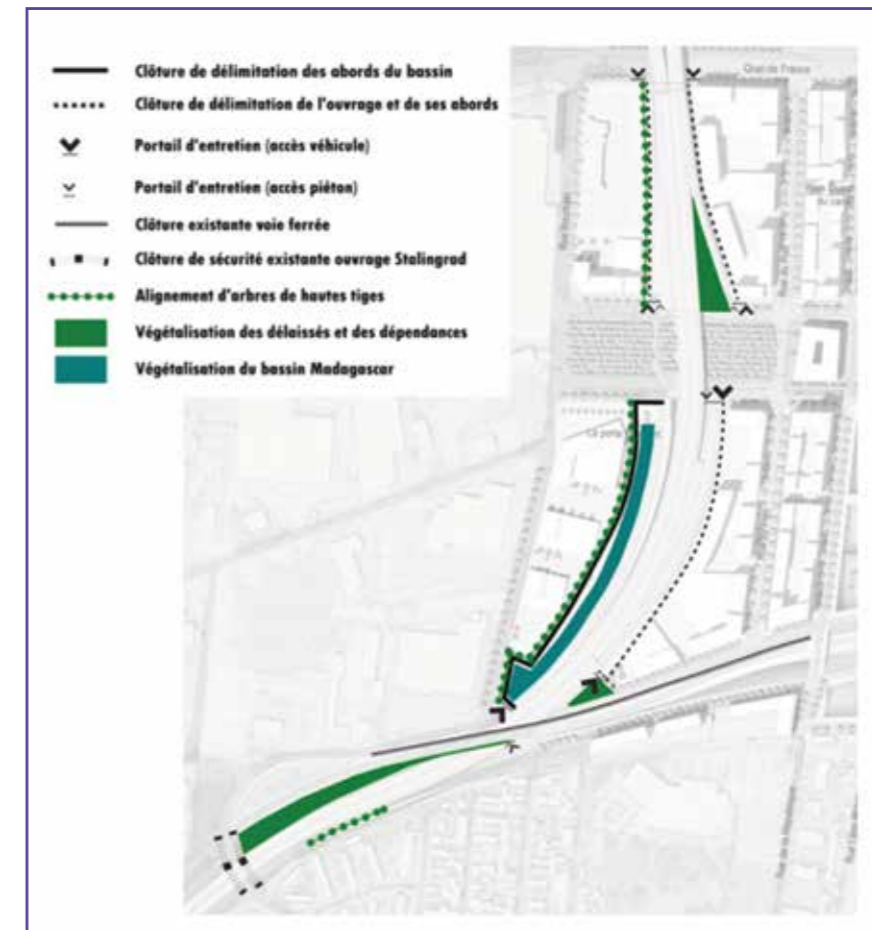 Clôture de délimitation des abords du bassin
Clôture de délimitation de l'ouvrage et de ses abords
Portail d'entretien (accès véhicule)
Portail d'entretien (accès piéton)
Clôture existante voie ferrée
Clôture de sécurité existante ouvrage Stalingrad
Alignement d'arbres de hautes tiges
Végétalisation des délaissés et des dépendances
Végétalisation du bassin Madagascar
Quai de France